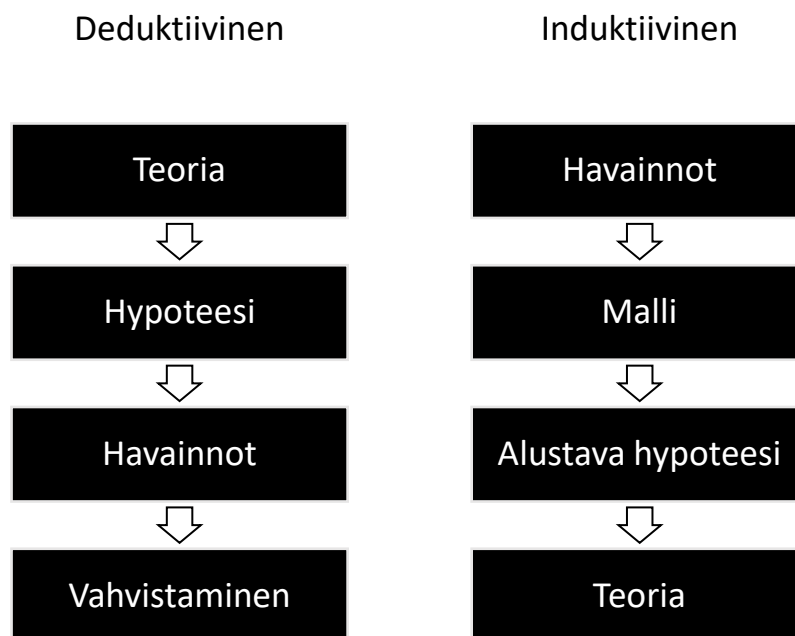 Deduktiivinen
Teoria
Hypoteesi
Havainnot
Vahvistaminen
Induktiivinen
Havainnot
Malli
Alustava hypoteesi
Teoria